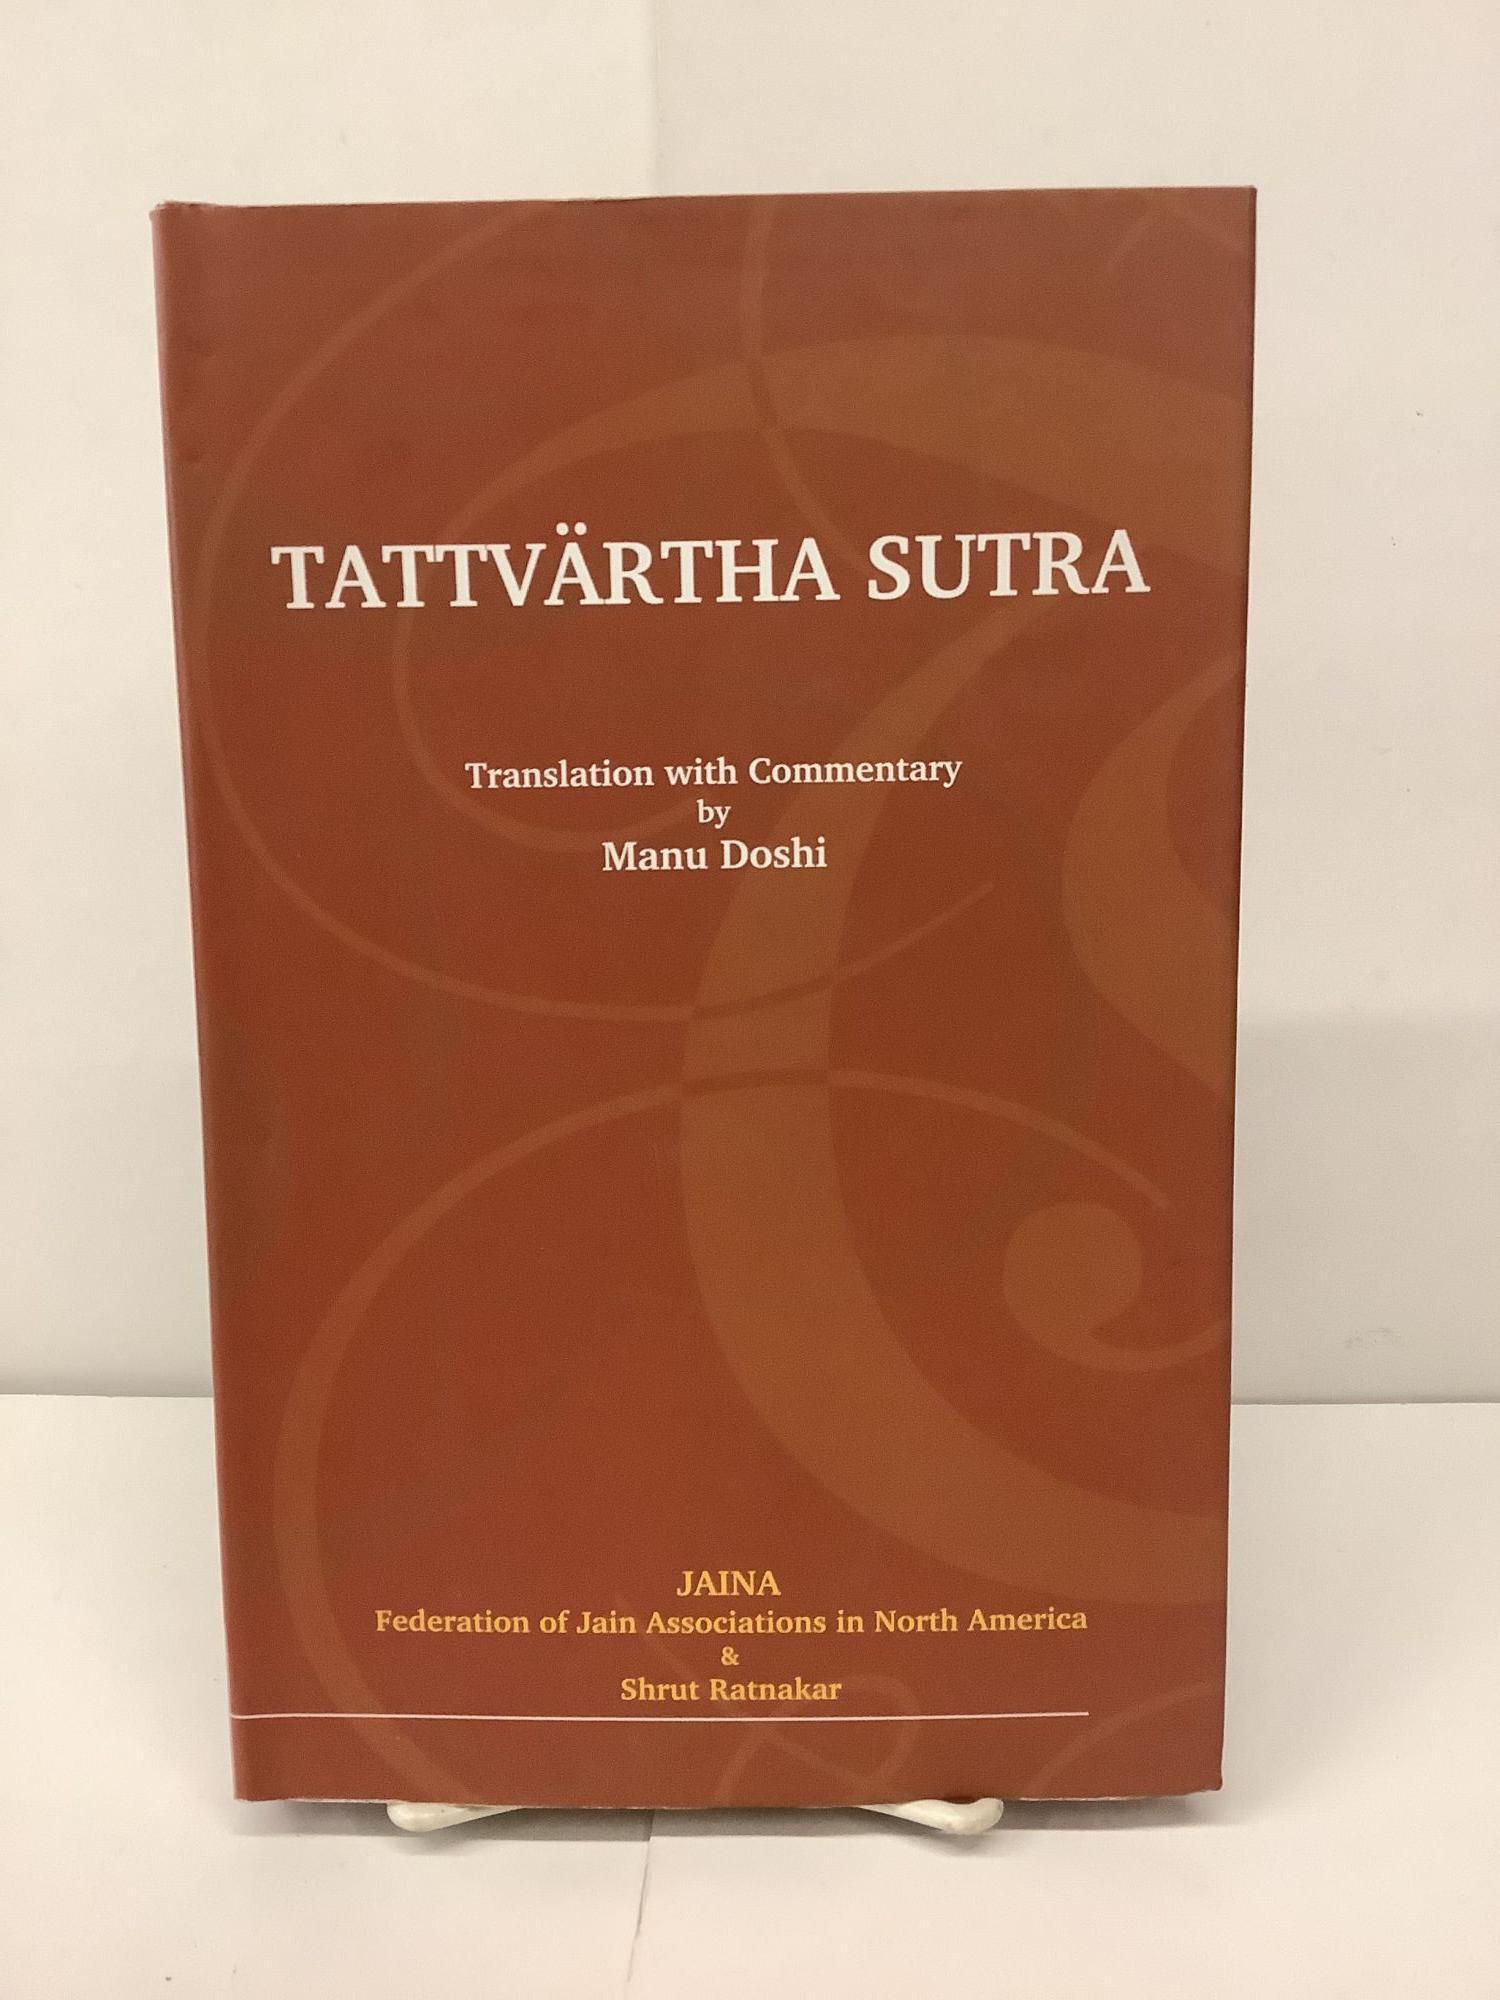 TATTVÄRTHA SUTRA
Translation with Commentary
by
Manu Doshi
JAINA
Federation of Jain Associations in North America
&
Shrut Ratnakar